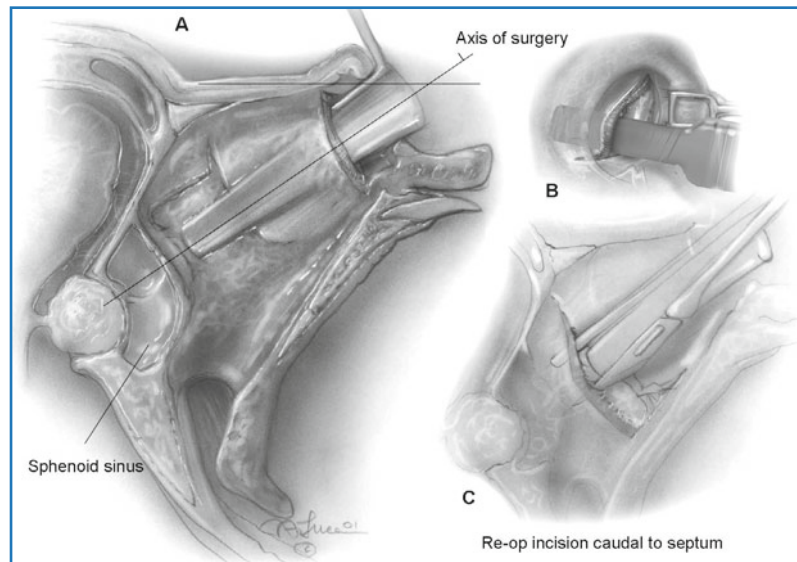 A
Axis of surgery
B
Sphenoid sinus
C
Re-op incision caudal to septum